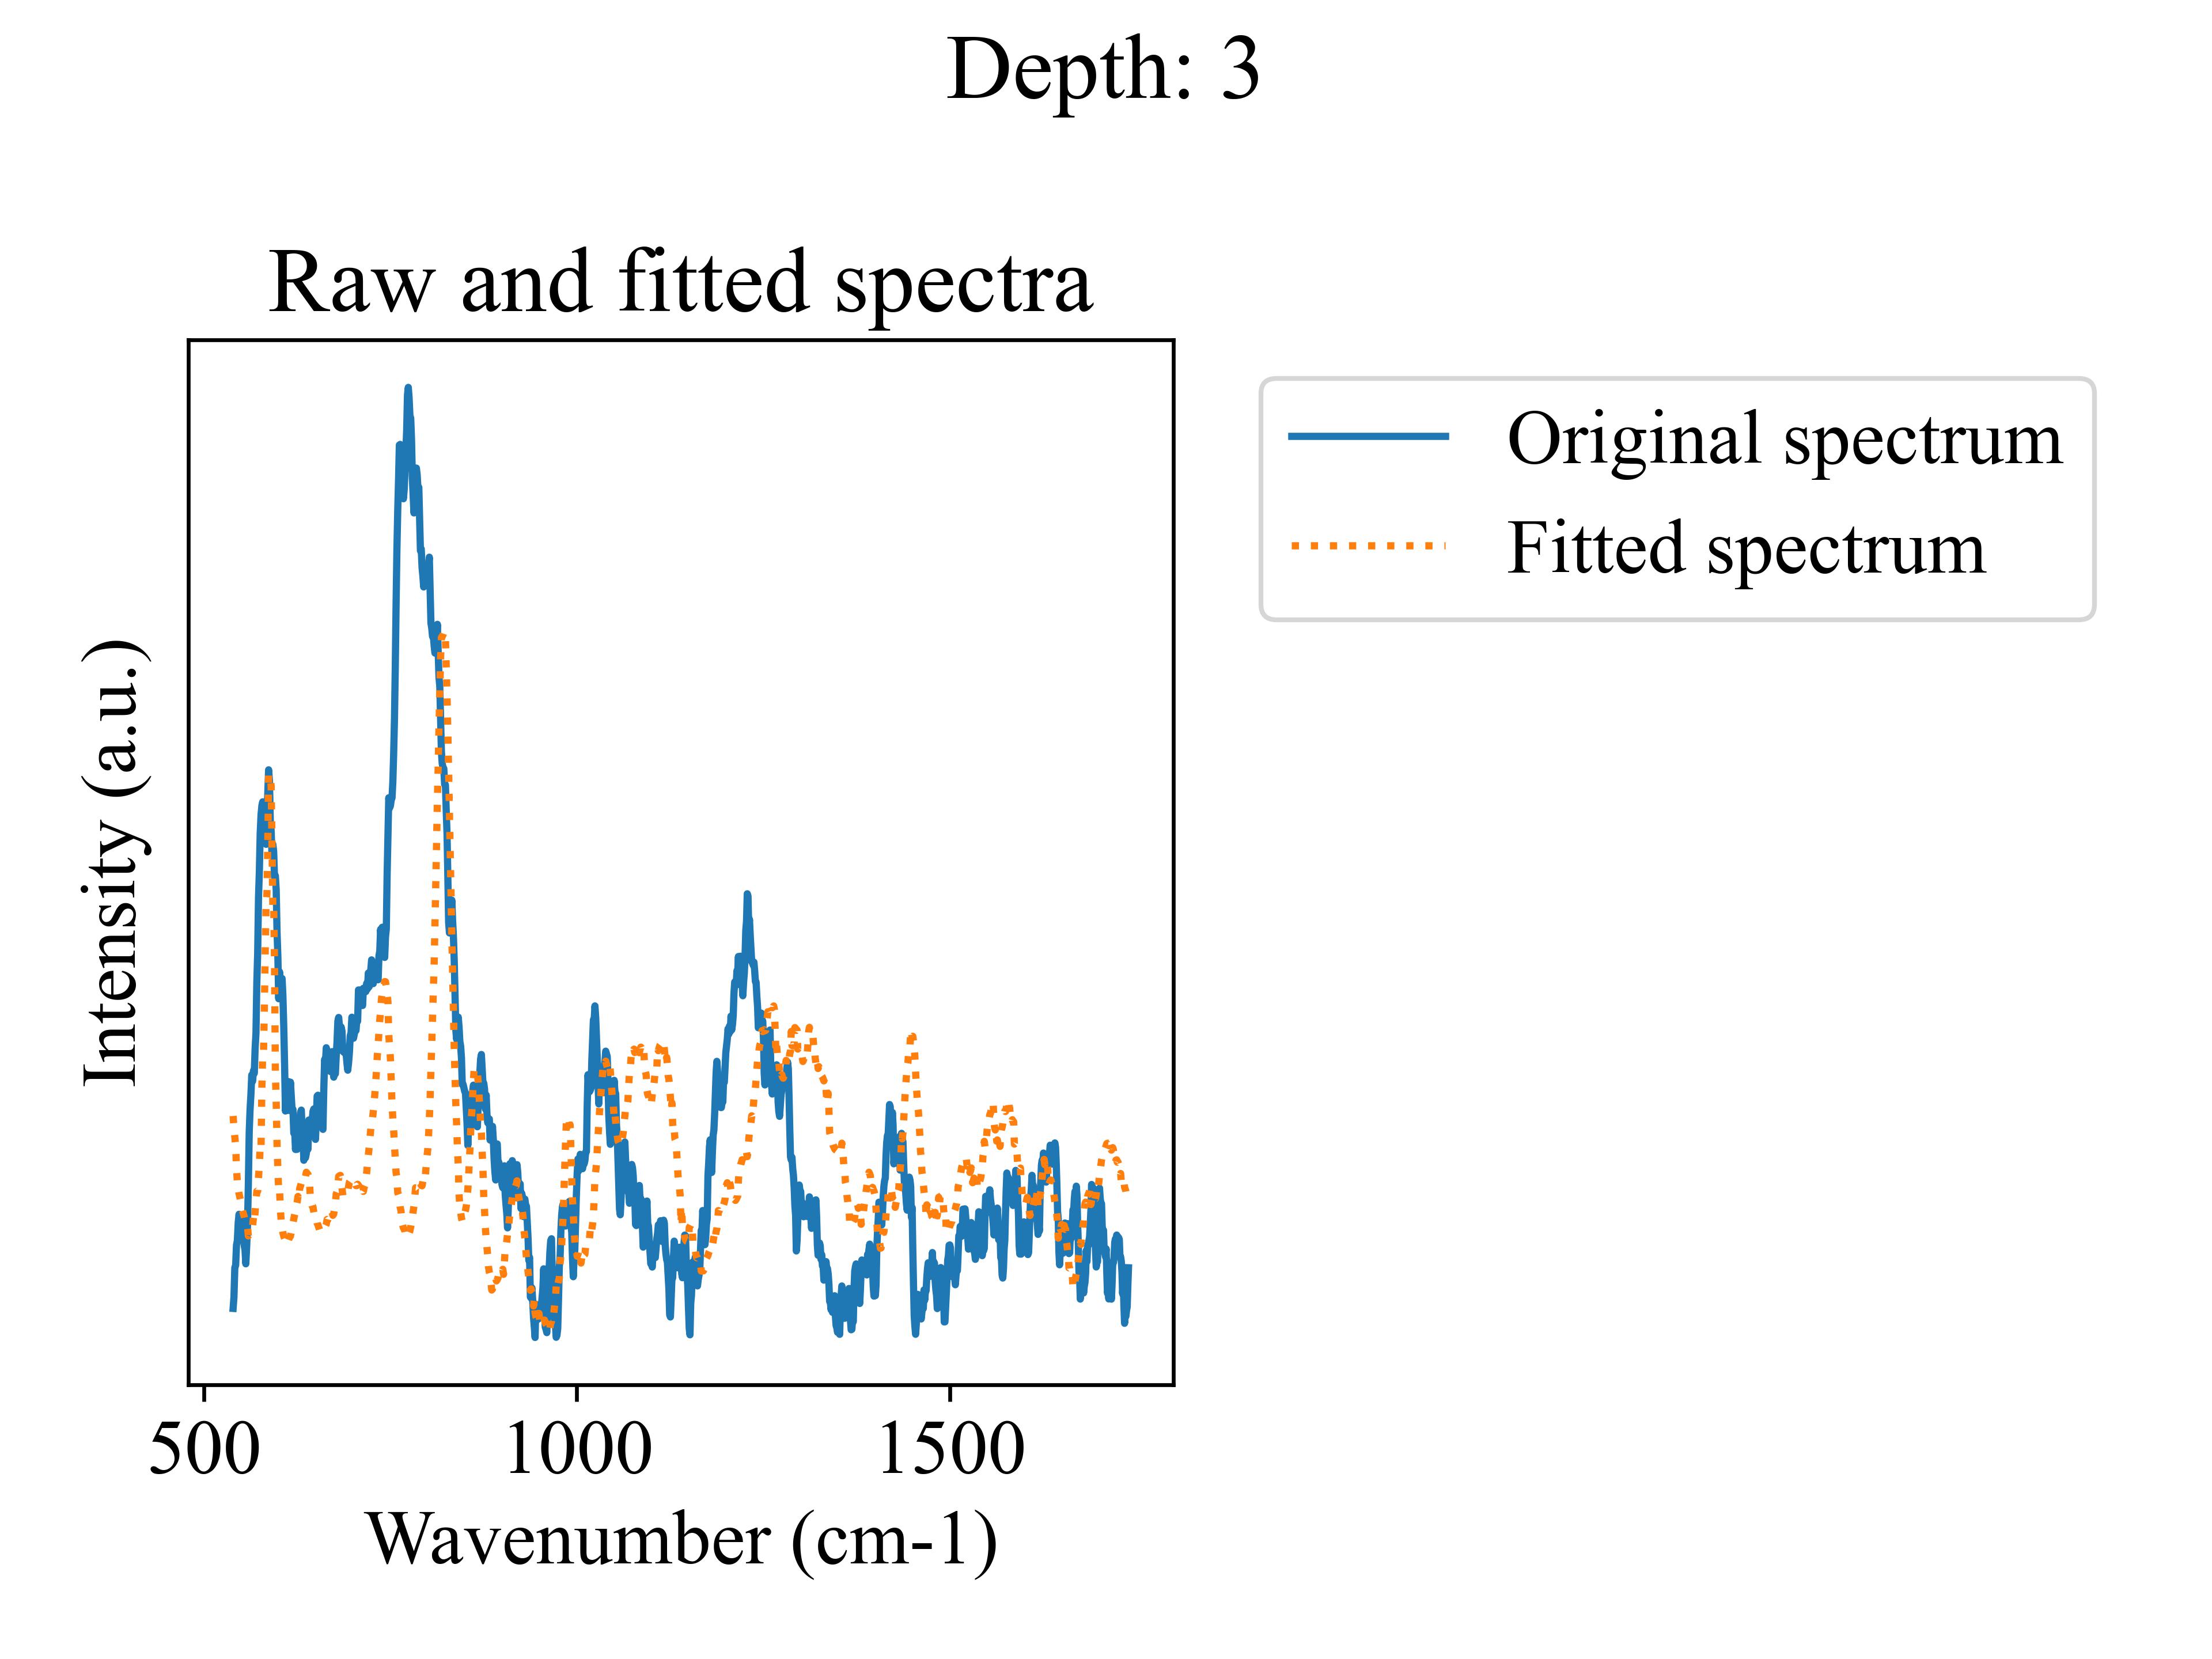 Depth: 3
Raw and fitted spectra
Original spectrum
Fitted spectrum
Intensity (a.u.)
500 1000 1500
Wavenumber (cm-1)